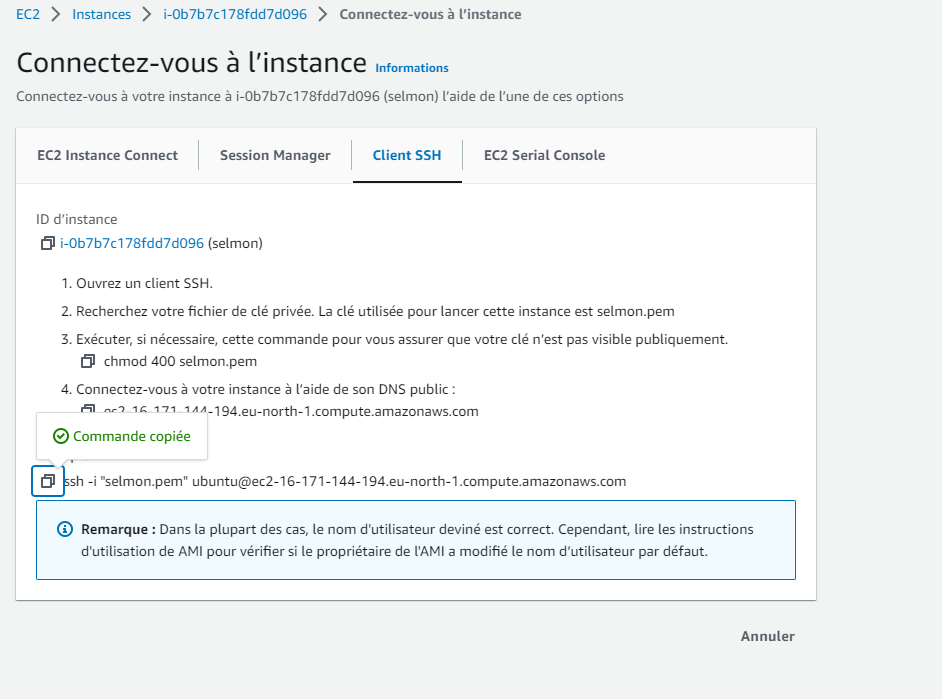 EC2 > Instances > i-0b7b7c178fdd7d096 > Connectez-vous à l’instance
Connectez-vous à l’instance Informations
Connectez-vous à votre instance à i-0b7b7c178fdd7d096 (selmon) l’aide de l’une de ces options
EC2 Instance Connect Session Manager Client SSH EC2 Serial Console
ID d’instance
i-0b7b7c178fdd7d096 (selmon)
1. Ouvrez un client SSH.
2. Recherchez votre fichier de clé privée. La clé utilisée pour lancer cette instance est selmon.pem
3. Exécuter, si nécessaire, cette commande pour vous assurer que votre clé n’est pas visible publiquement.
chmod 400 selmon.pem
4. Connectez-vous à votre instance à l’aide de son DNS public :
ec2-16-171-144-194.eu-north-1.compute.amazonaws.com
Commande copiée
ssh -i "selmon.pem" ubuntu@ec2-16-171-144-194.eu-north-1.compute.amazonaws.com
Remarque : Dans la plupart des cas, le nom d'utilisateur deviné est correct. Cependant, lire les instructions
d'utilisation de AMI pour vérifier si le propriétaire de l'AMI a modifié le nom d’utilisateur par défaut.
Annuler